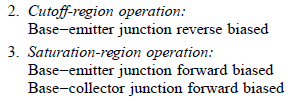 2. Cutoff-region operation:
Base–emitter junction reverse biased
3. Saturation-region operation:
Base–emitter junction forward biased
Base–collector junction forward biased